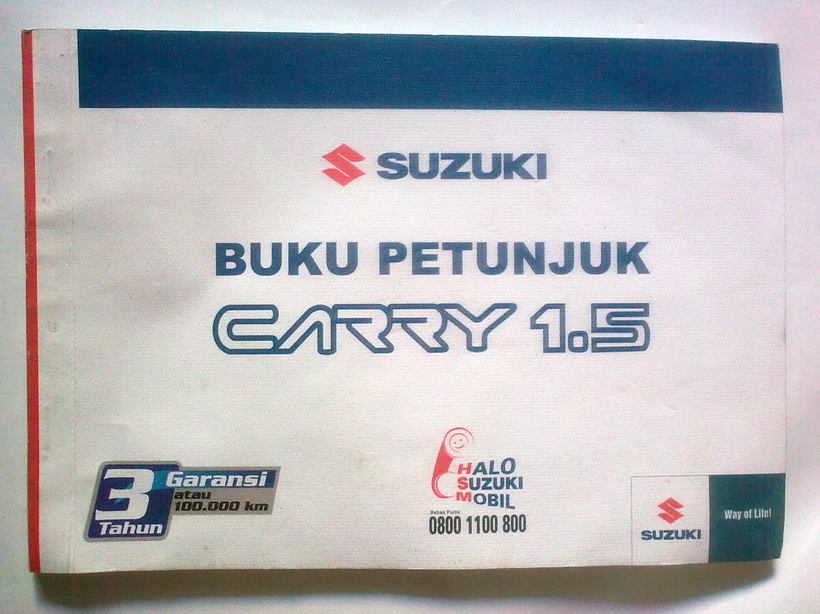 SUZUKI
BUKU PETUNJUK
CARRY 1.5
3
Tahun
Garansi
atau
100.000 km
HALO
SUZUKI
MOBIL
Bebas Pulsa
0800 1100 800
SUZUKI
Way of Life!